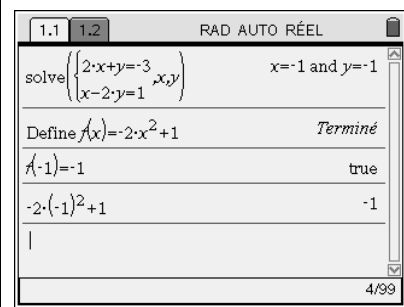 1.1 1.2 RAD AUTO RÉEL
solve({2·x+y=-3
x-2·y=1 ,x,y) x=-1 and y=-1
Define f(x)=-2·x²+1 Terminé
f(-1)=-1 true
-2·(-1)²+1 -1
4/99